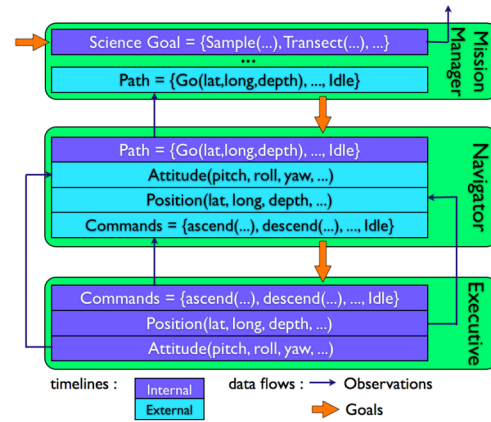 Science Goal = {Sample(...),Transect(...), ...}
...
Path = {Go(lat,long,depth), ..., Idle}
Mission
Manager
Path = {Go(lat,long,depth), ..., Idle}
Attitude(pitch, roll, yaw, ...)
Position(lat, long, depth, ...)
Commands = {ascend(...), descend(...), ..., Idle}
Navigator
Commands = {ascend(...), descend(...), ..., Idle}
Position(lat, long, depth, ...)
Attitude(pitch, roll, yaw, ...)
Executive
timelines : Internal data flows : Observations
External Goals